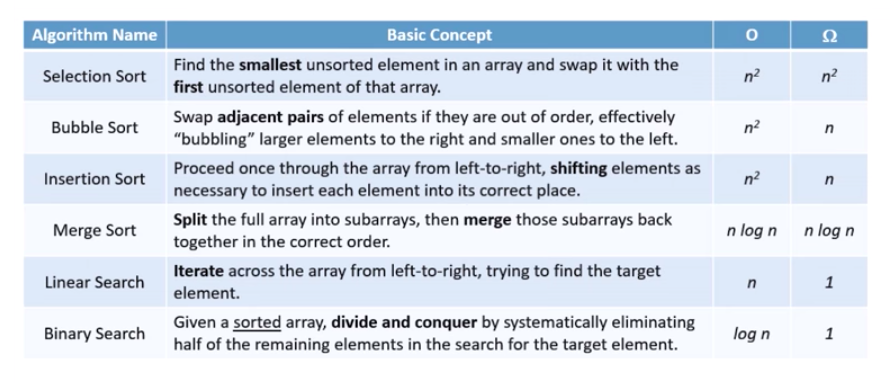 Algorithm Name Basic Concept O Ω
Selection Sort Find the smallest unsorted element in an array and swap it with the first unsorted element of that array. n² n²
Bubble Sort Swap adjacent pairs of elements if they are out of order, effectively "bubbling" larger elements to the right and smaller ones to the left. n² n
Insertion Sort Proceed once through the array from left-to-right, shifting elements as necessary to insert each element into its correct place. n² n
Merge Sort Split the full array into subarrays, then merge those subarrays back together in the correct order. n log n n log n
Linear Search Iterate across the array from left-to-right, trying to find the target element. n 1
Binary Search Given a sorted array, divide and conquer by systematically eliminating half of the remaining elements in the search for the target element. log n 1